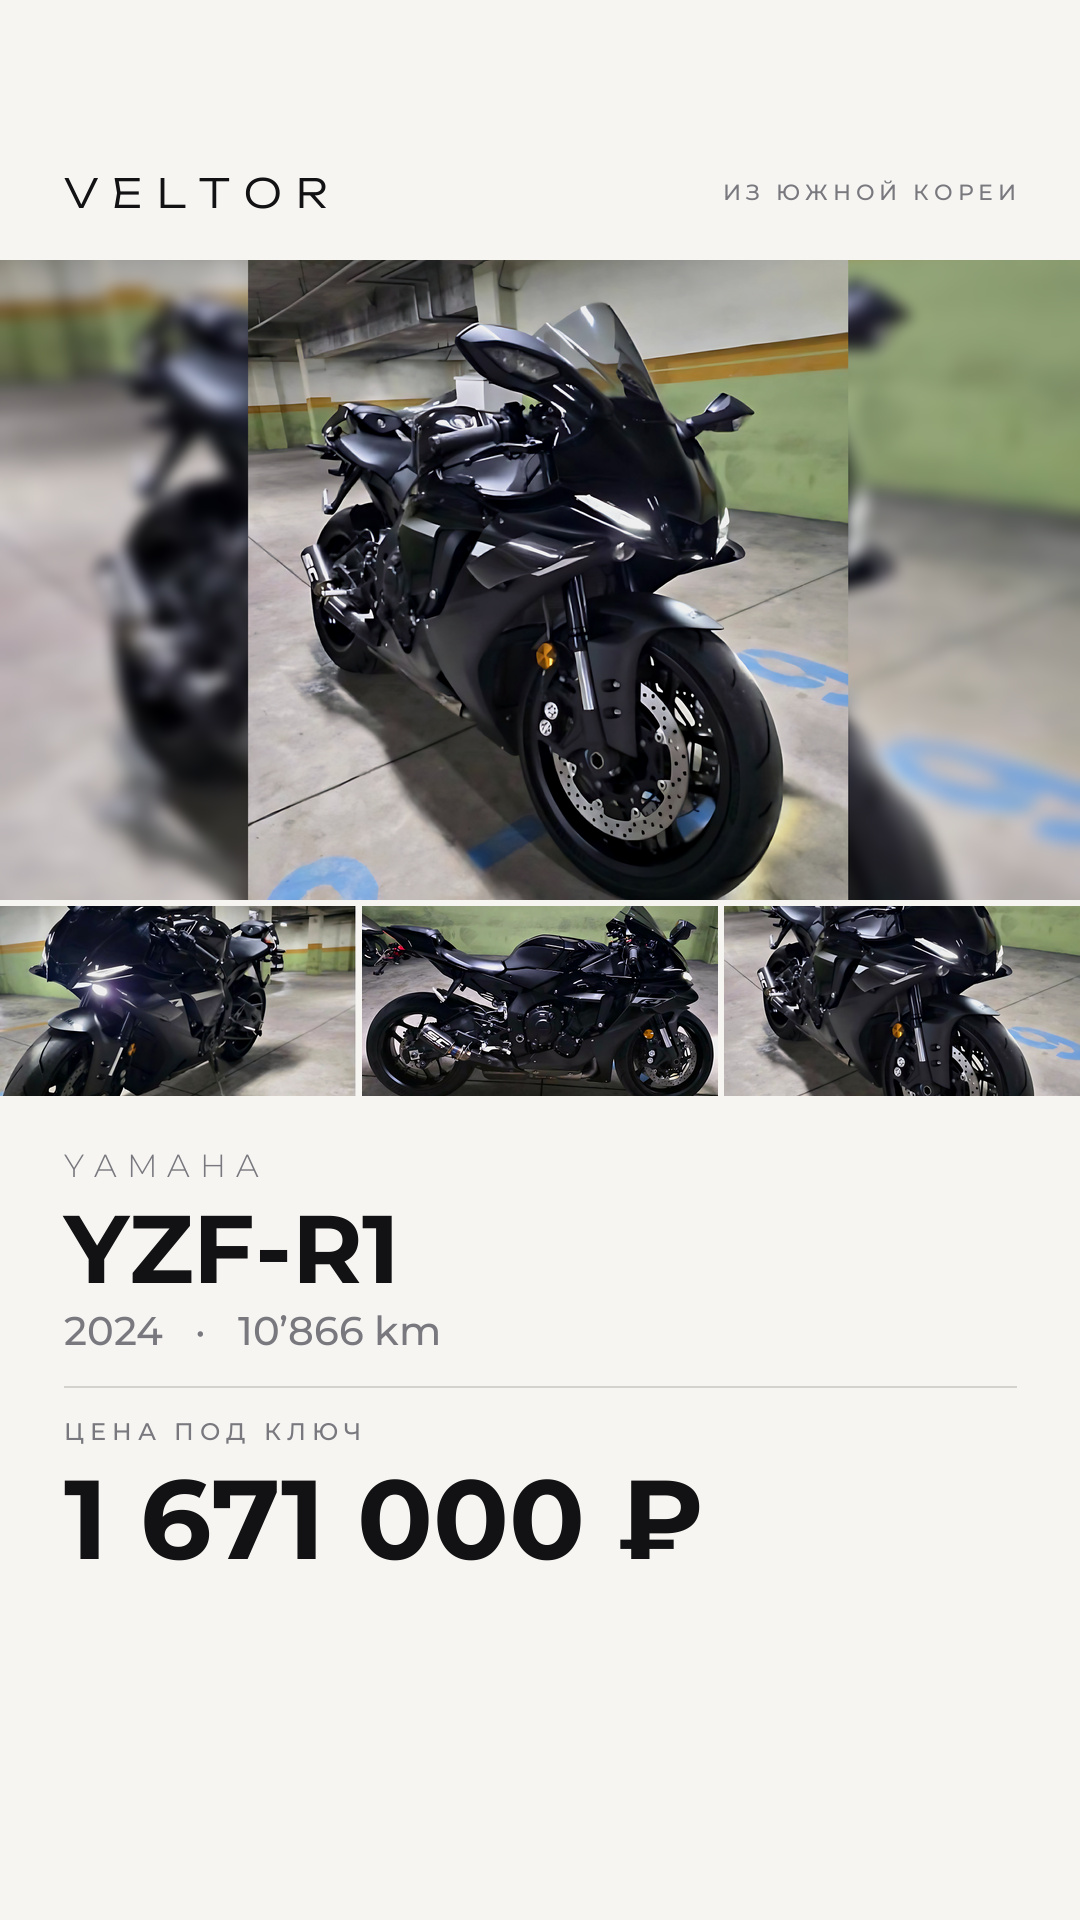 VELTOR
ИЗ ЮЖНОЙ КОРЕИ
YAMAHA
YZF-R1
2024 · 10’866 km
ЦЕНА ПОД КЛЮЧ
1 671 000 ₽